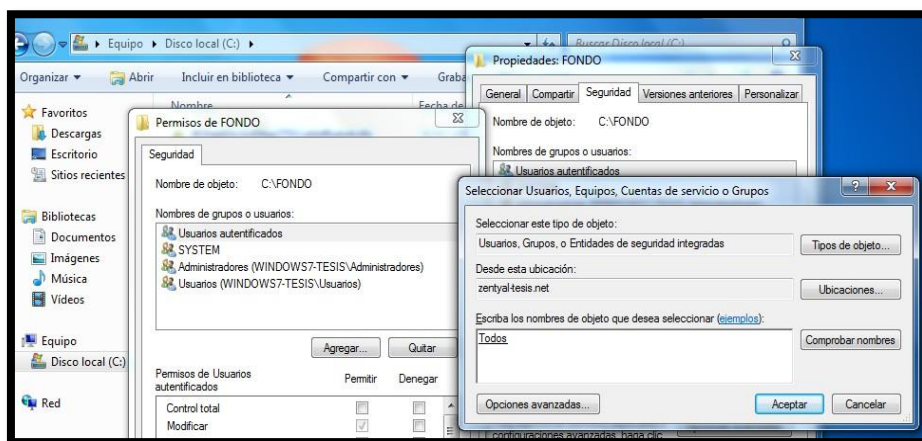 Equipo
Disco local (C:)
Buscar Disco local (C:)
Organizar
Abrir
Incluir en biblioteca
Compartir con
Graba
Nombre
Fecha de
Favoritos
Descargas
Escritorio
Sitios recientes
Bibliotecas
Documentos
Imágenes
Música
Vídeos
Equipo
Disco local (C:)
Red
Permisos de FONDO
Seguridad
Nombre de objeto: C:\FONDO
Nombres de grupos o usuarios:
Usuarios autentificados
SYSTEM
Administradores (WINDOWS7-TESIS\Administradores)
Usuarios (WINDOWS7-TESIS\Usuarios)
Agregar... Quitar
Permisos de Usuarios
autentificados
Permitir Denegar
Control total
Modificar
Propiedades: FONDO
General Compartir Seguridad Versiones anteriores Personalizar
Nombre de objeto: C:\FONDO
Nombres de grupos o usuarios:
Usuarios autentificados
Seleccionar Usuarios, Equipos, Cuentas de servicio o Grupos
Seleccionar este tipo de objeto:
Usuarios, Grupos, o Entidades de seguridad integradas
Tipos de objeto...
Desde esta ubicación:
zentyal-tesis.net
Ubicaciones...
Escriba los nombres de objeto que desea seleccionar (ejemplos):
Todos
Comprobar nombres
Opciones avanzadas...
Aceptar Cancelar
configuraciones avanzadas, haga clic